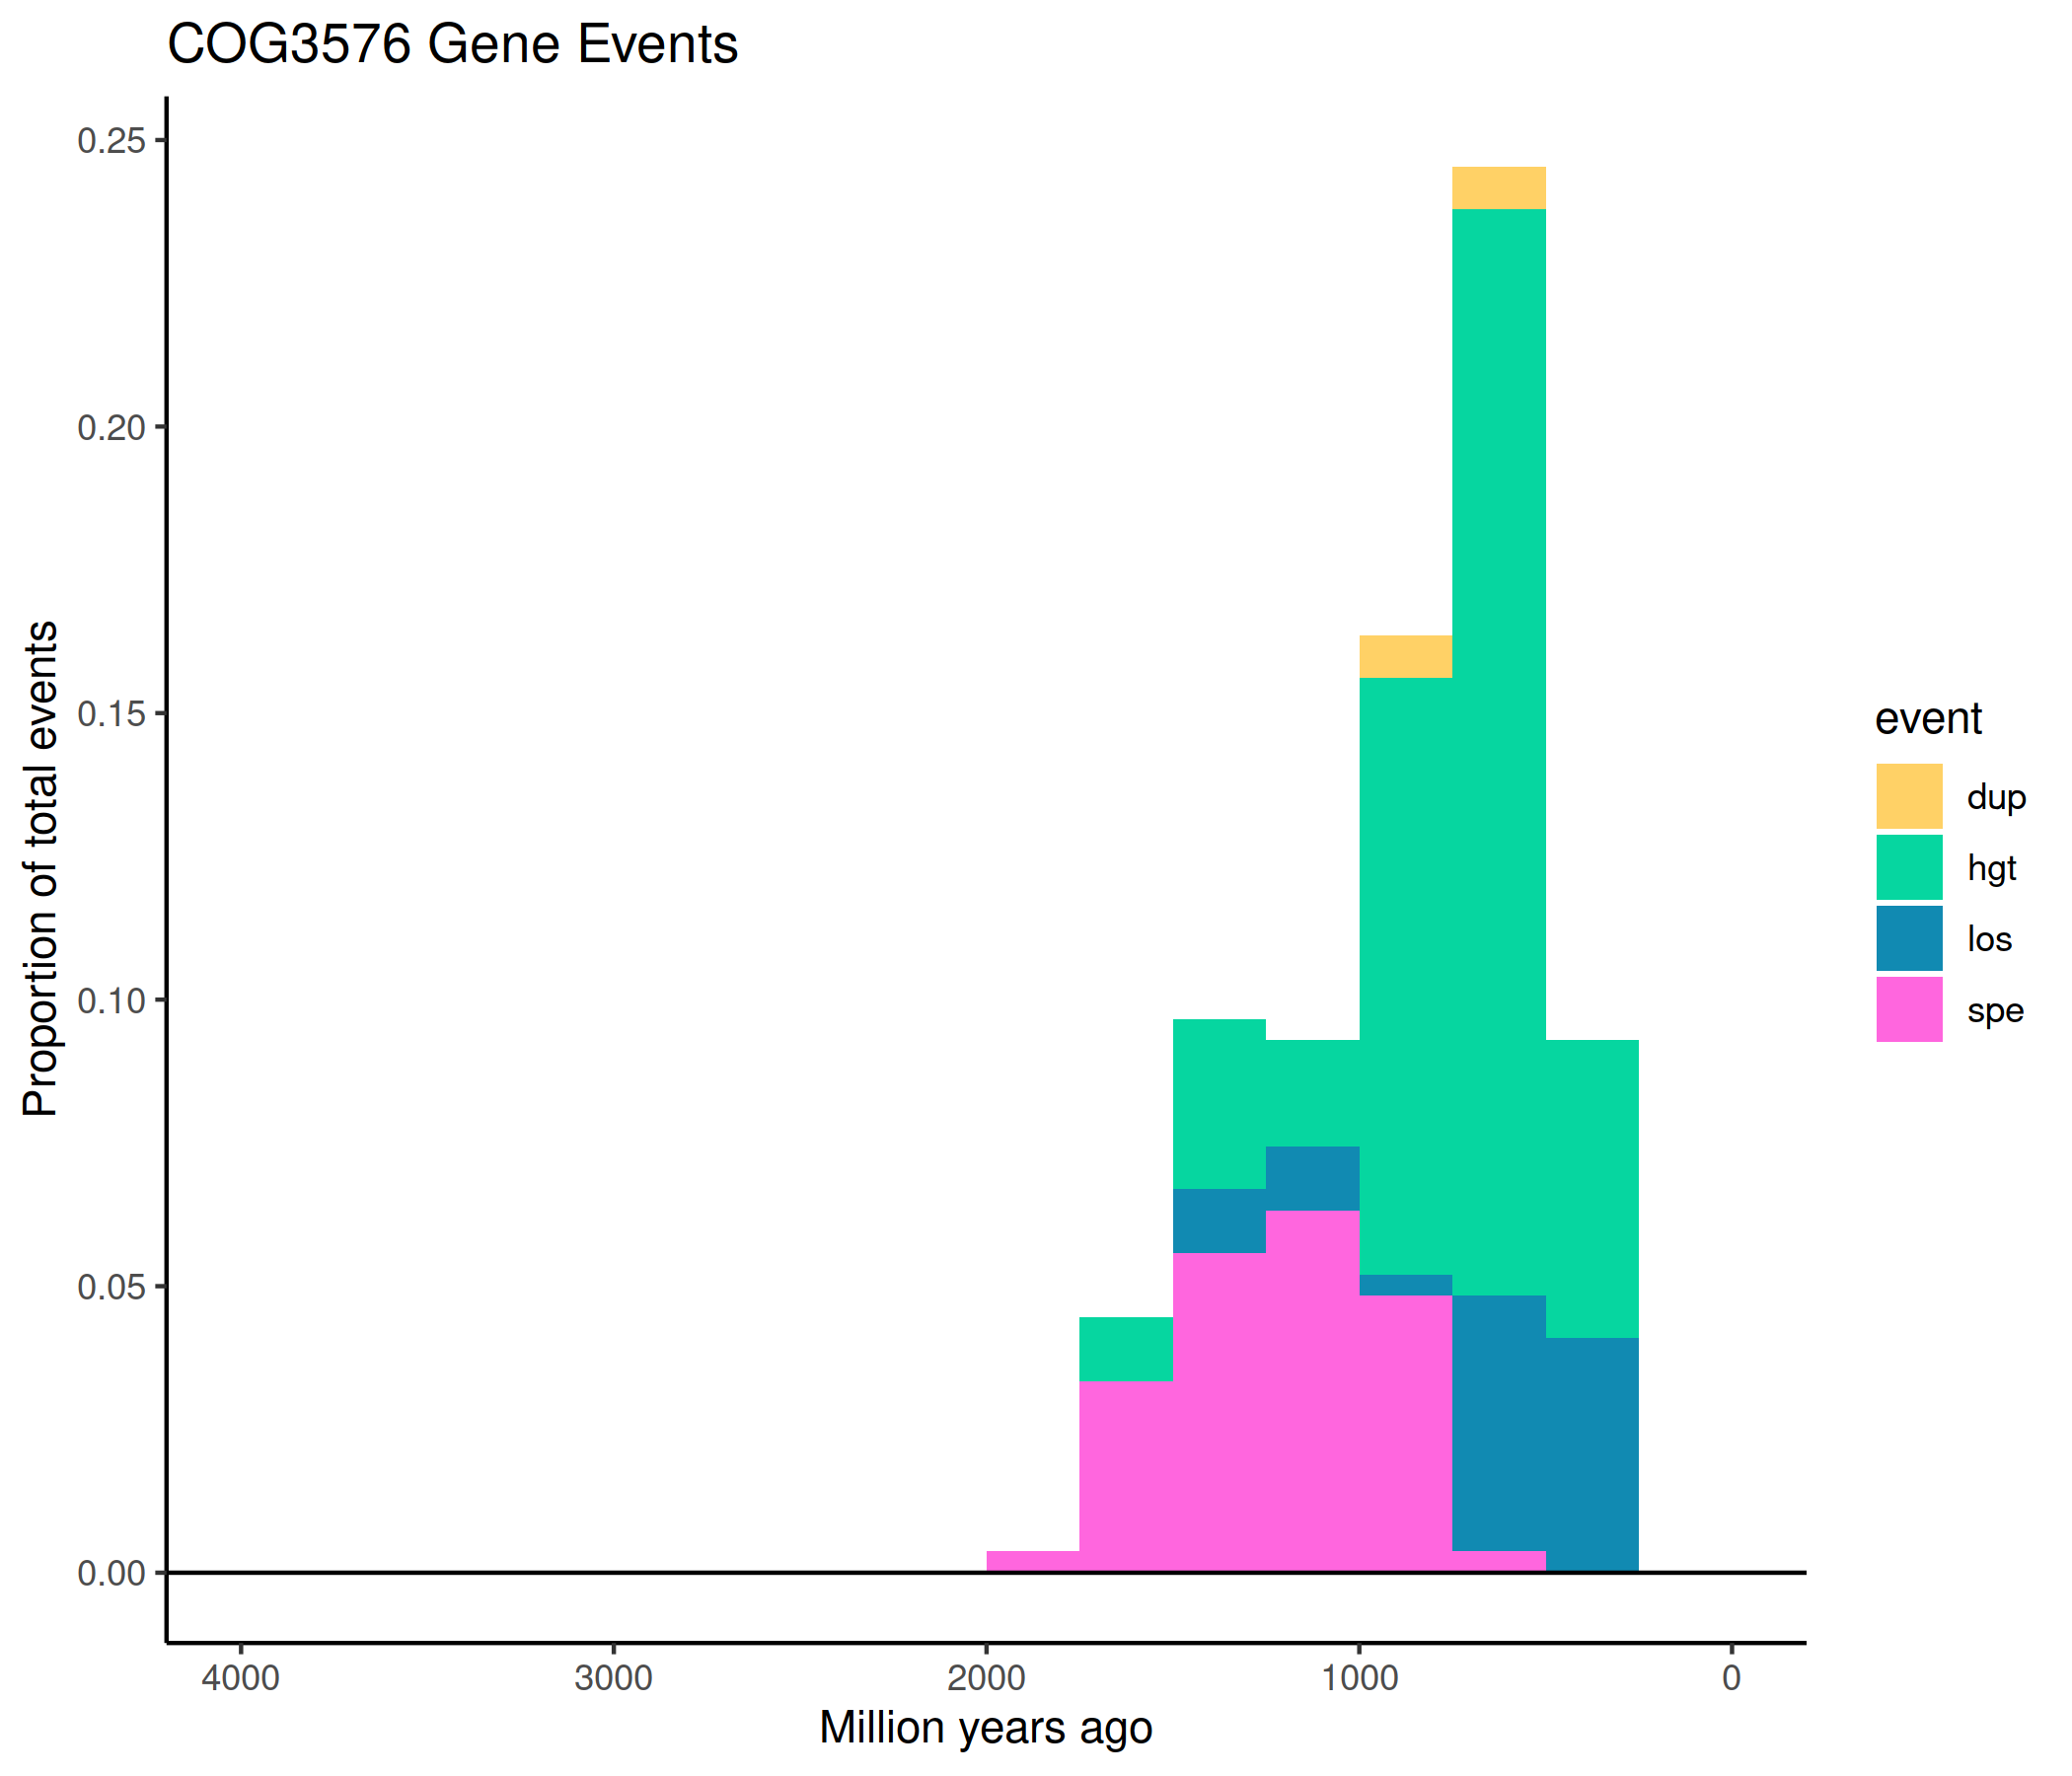 COG3576 Gene Events
Proportion of total events
0.25
0.20
0.15
0.10
0.05
0.00
4000 3000 2000 1000 0
Million years ago
event
dup
hgt
los
spe